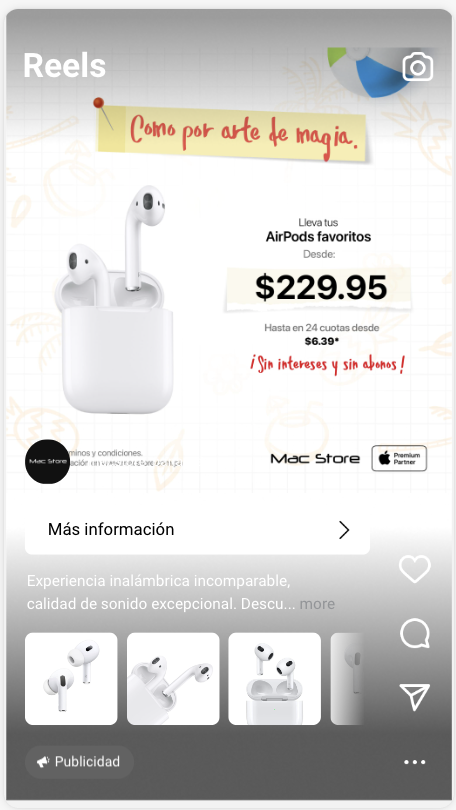 Reels
Como por arte de magia.
Lleva tus
AirPods favoritos
Desde:
$229.95
Hasta en 24 cuotas desde
$6.39*
¡Sin intereses y sin abonos!
Mac Store
minos y condiciones.
Mac Store
Premium
Partner
Más información
Experiencia inalámbrica incomparable,
calidad de sonido excepcional. Descu... more
Publicidad